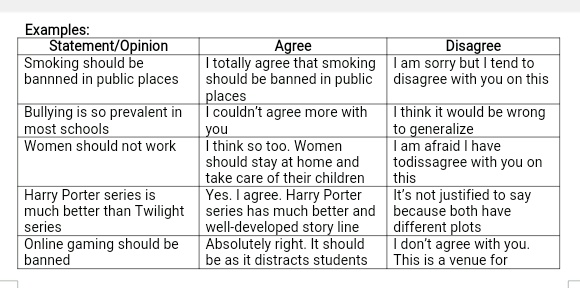 Examples:
Statement/Opinion Agree Disagree
Smoking should be I totally agree that smoking I am sorry but I tend to
bannned in public places should be banned in public disagree with you on this
places
Bullying is so prevalent in I couldn't agree more with I think it would be wrong
most schools you to generalize
Women should not work I think so too. Women I am afraid I have
should stay at home and todissagree with you on
take care of their children this
Harry Porter series is Yes. I agree. Harry Porter It's not justified to say
much better than Twilight series has much better and because both have
series well-developed story line different plots
Online gaming should be Absolutely right. It should I don't agree with you.
banned be as it distracts students This is a venue for